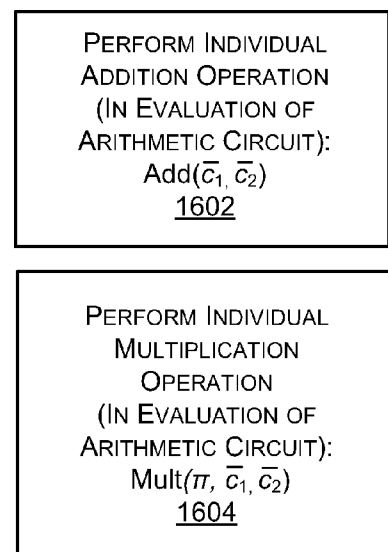 PERFORM INDIVIDUAL
ADDITION OPERATION
(IN EVALUATION OF
ARITHMETIC CIRCUIT):
Add(c̅₁, c̅₂)
1602
PERFORM INDIVIDUAL
MULTIPLICATION
OPERATION
(IN EVALUATION OF
ARITHMETIC CIRCUIT):
Mult(π, c̅₁, c̅₂)
1604